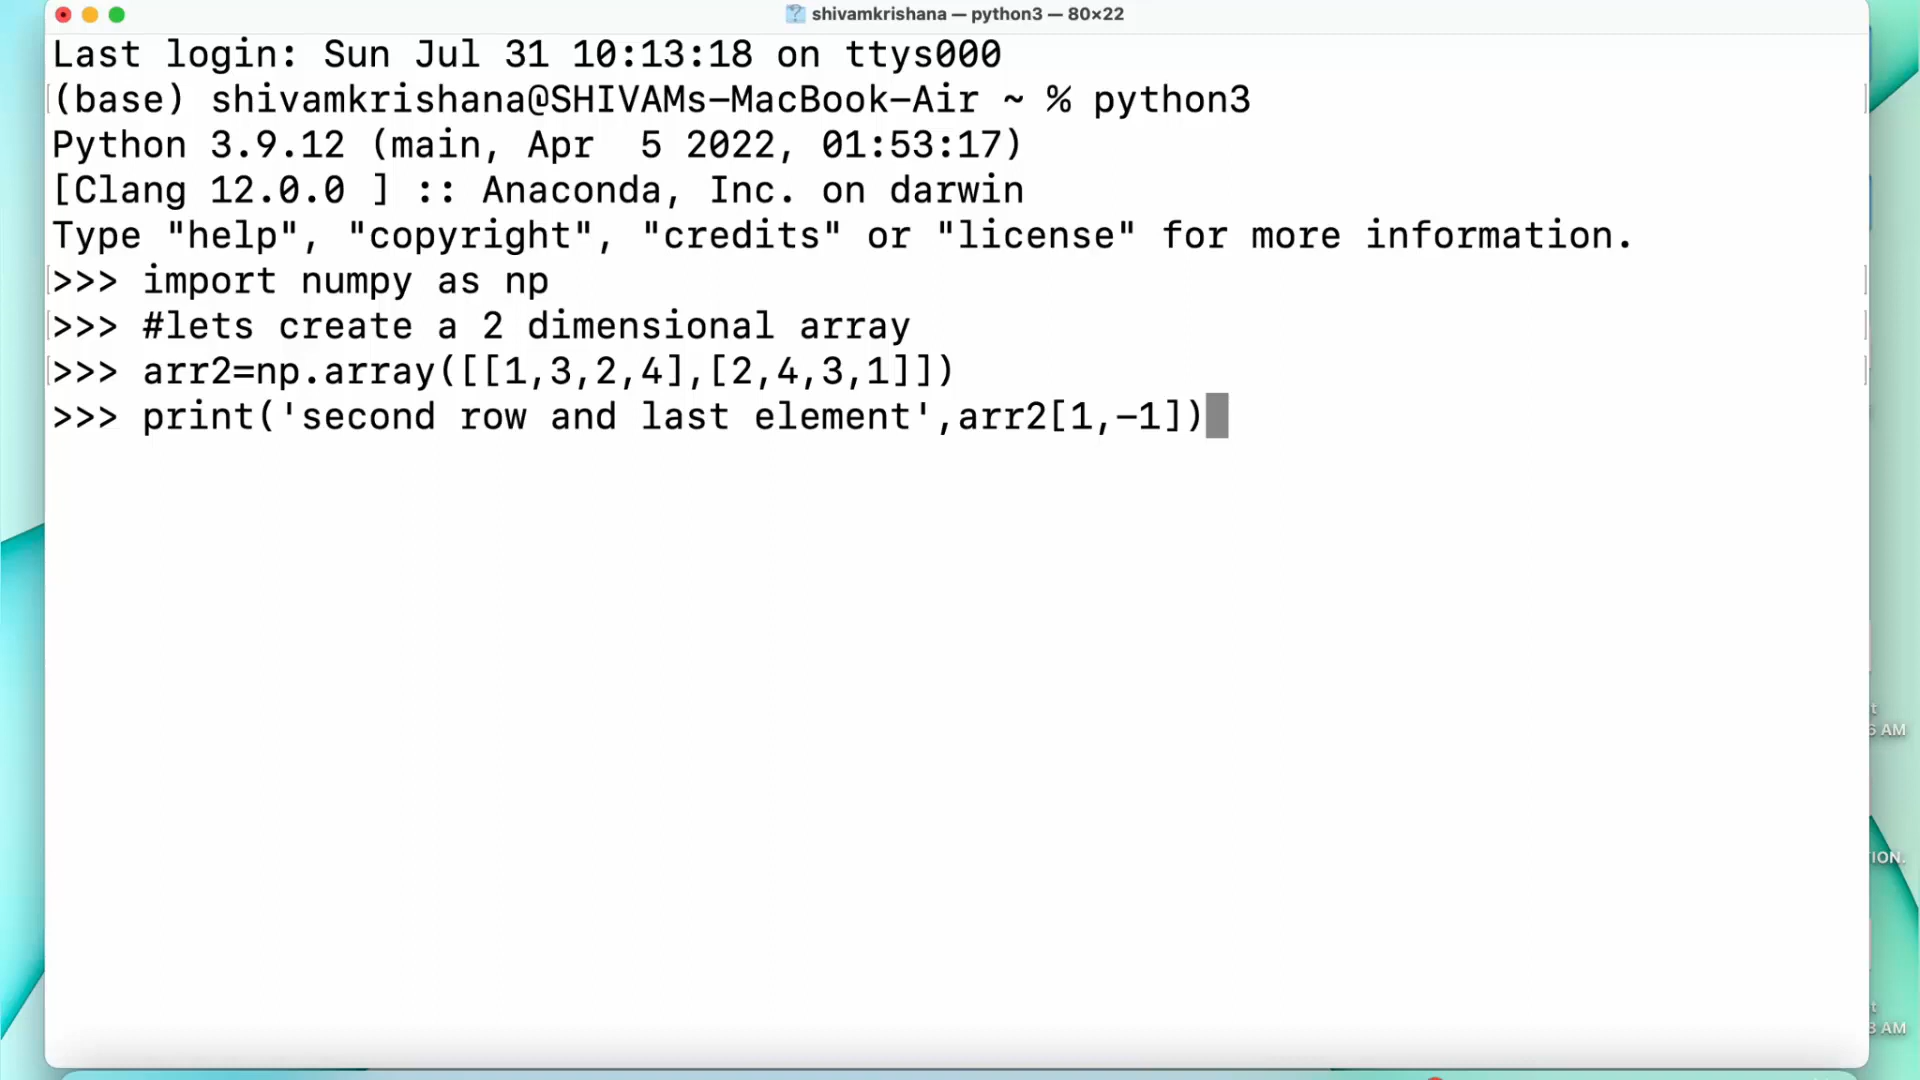 shivamkrishana — python3 — 80×22
Last login: Sun Jul 31 10:13:18 on ttys000
(base) shivamkrishana@SHIVAMs-MacBook-Air ~ % python3
Python 3.9.12 (main, Apr  5 2022, 01:53:17)
[Clang 12.0.0 ] :: Anaconda, Inc. on darwin
Type "help", "copyright", "credits" or "license" for more information.
>>> import numpy as np
>>> #lets create a 2 dimensional array
>>> arr2=np.array([[1,3,2,4],[2,4,3,1]])
>>> print('second row and last element',arr2[1,-1])
AM
AM